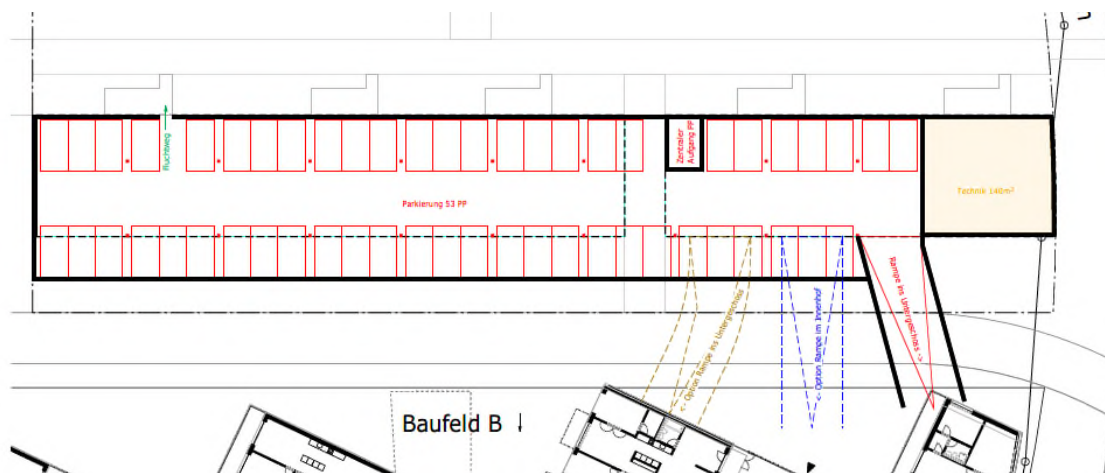 Fluchtweg
Zentraler
Aufgang PP
Technik 140m²
Parkierung 53 PP
<- Option Rampe ins Untergeschoss
<- Option Rampe im Innenhof
Rampe ins Untergeschoss ->
Baufeld B ↓